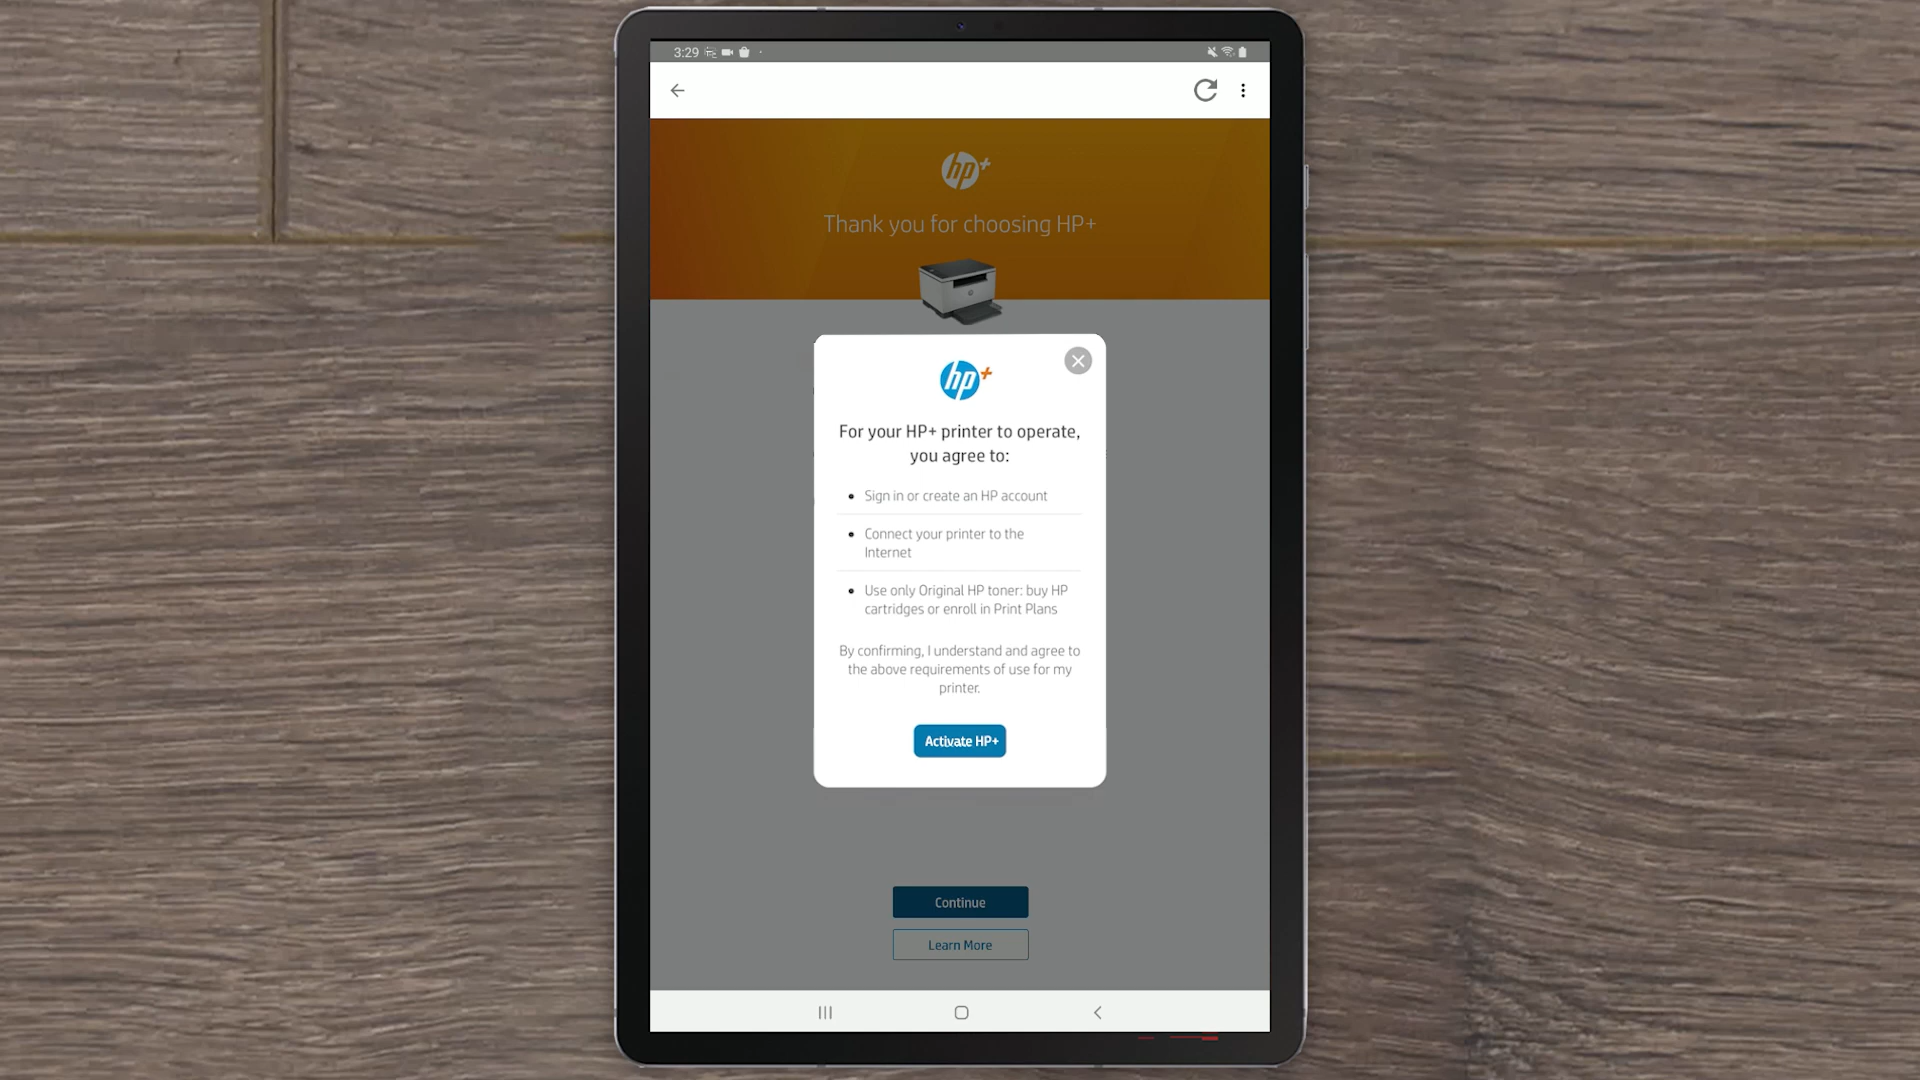 3:29
hp+
Thank you for choosing HP+
hp+
For your HP+ printer to operate,
you agree to:
Sign in or create an HP account
Connect your printer to the
Internet
Use only Original HP toner: buy HP
cartridges or enroll in Print Plans
By confirming, I understand and agree to
the above requirements of use for my
printer.
Activate HP+
Continue
Learn More